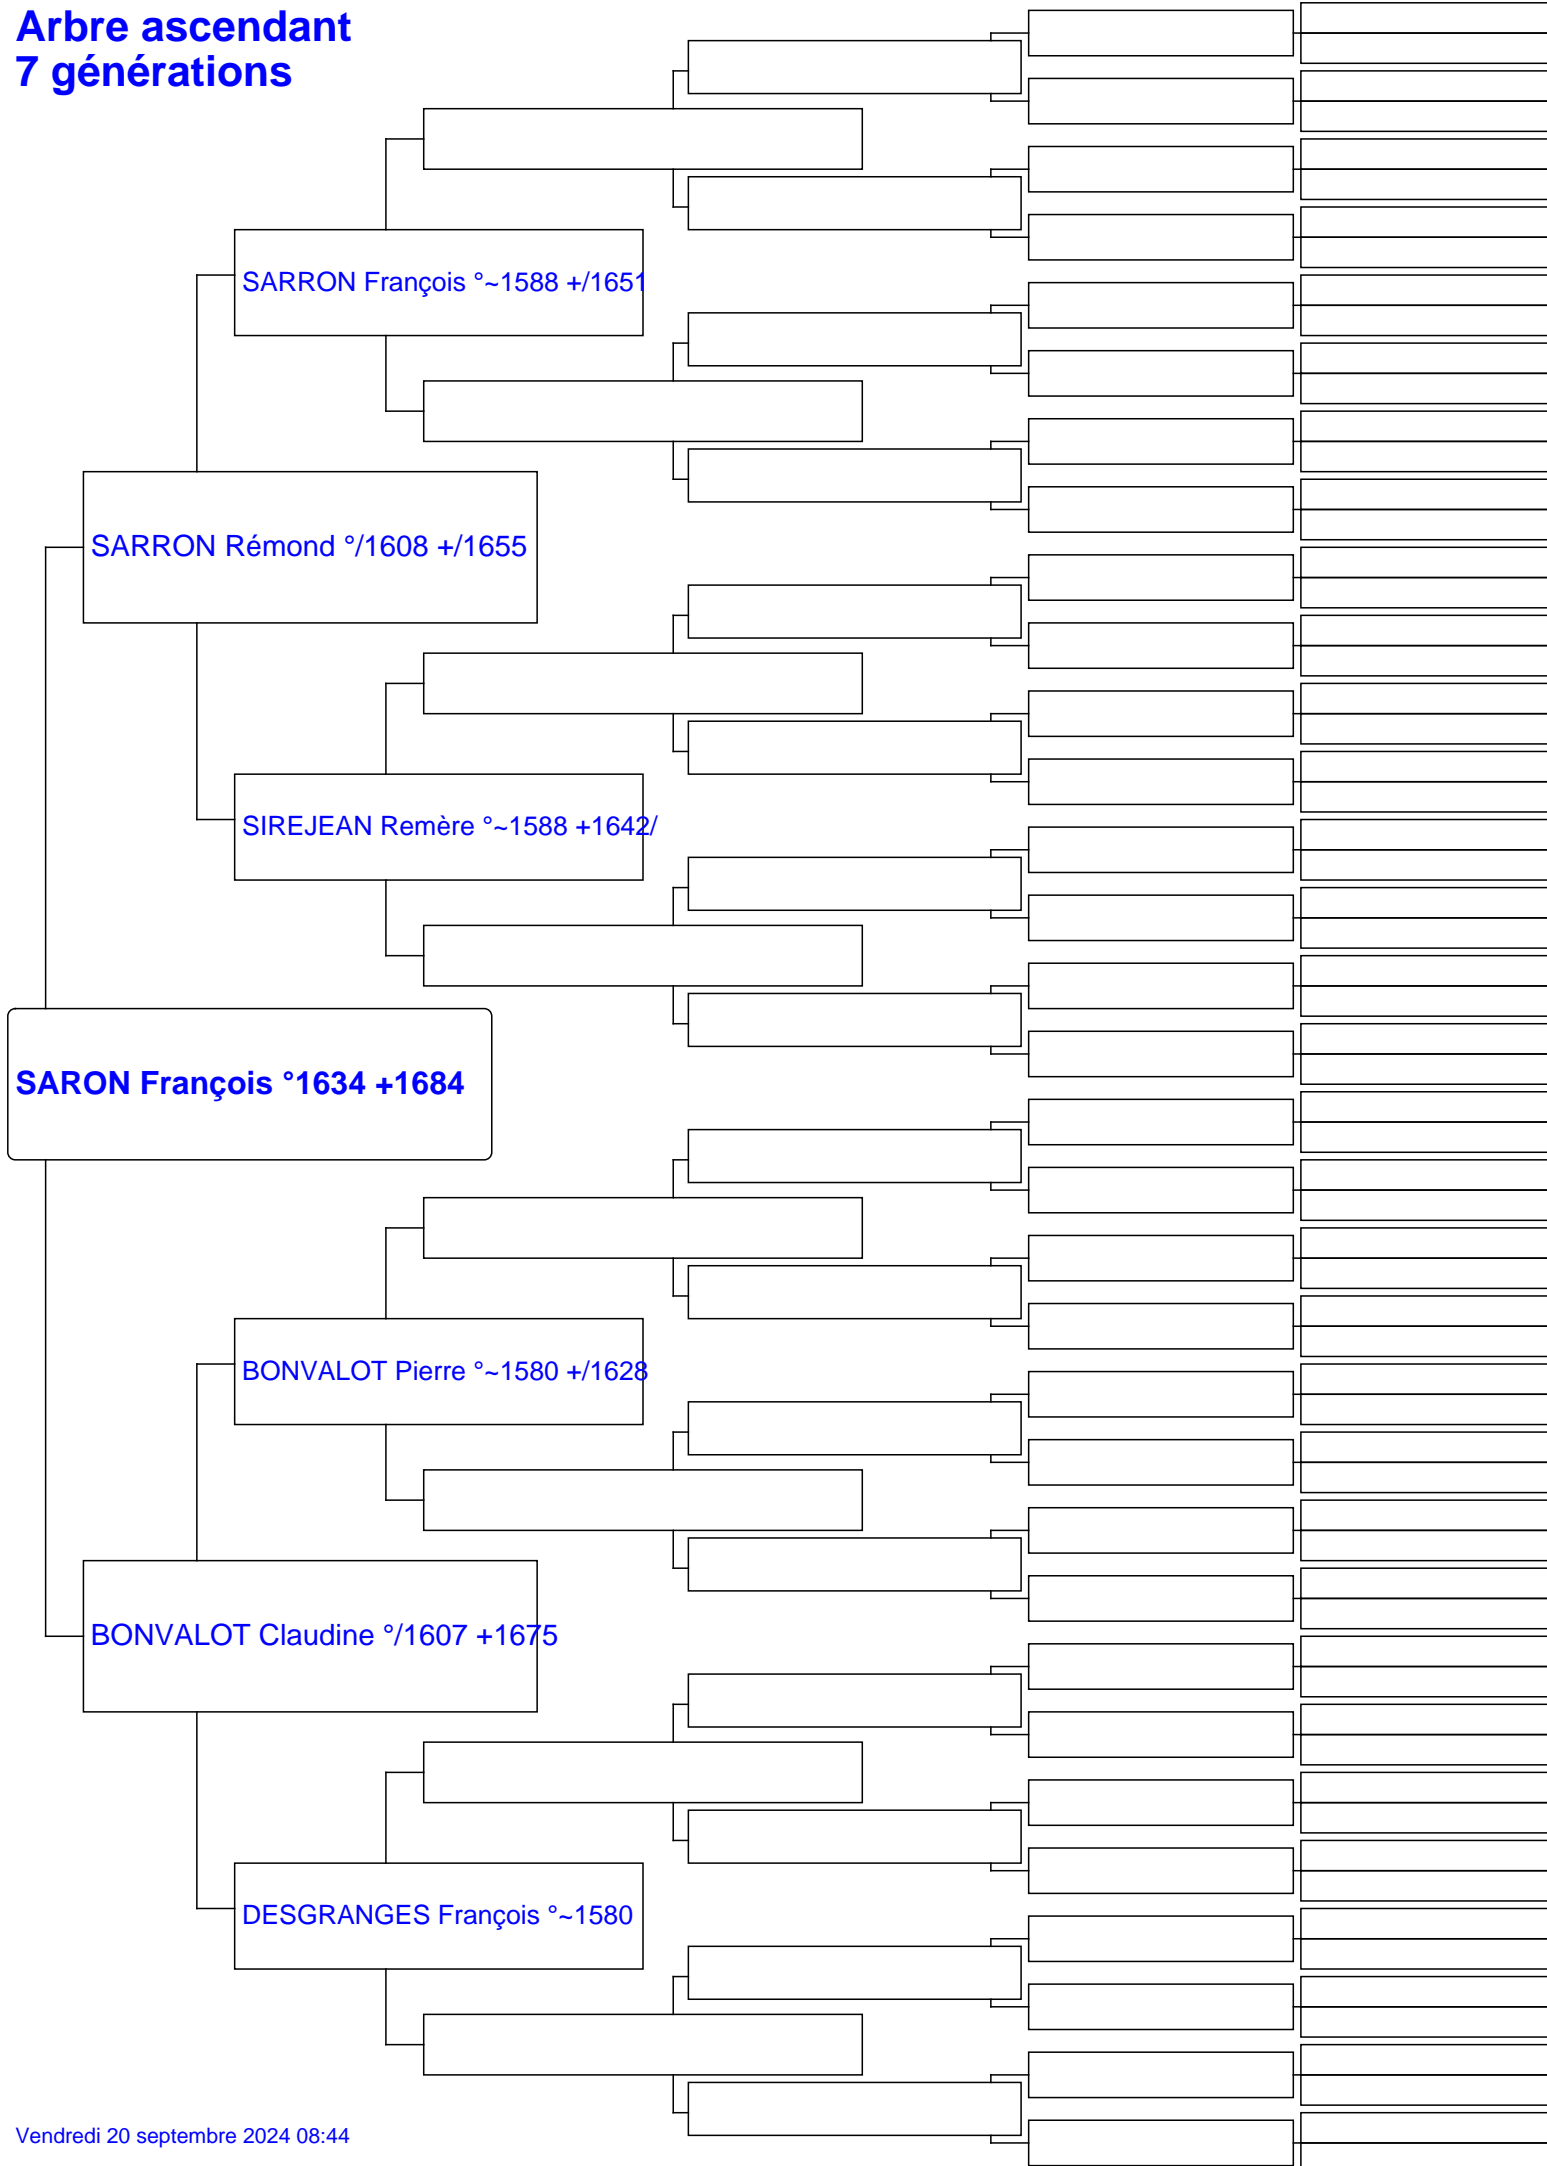 Arbre ascendant
7 générations
SARRON François °~1588 +/1651
SARRON Rémond °/1608 +/1655
SIREJEAN Remère °~1588 +1642/
SARON François °1634 +1684
BONVALOT Pierre °~1580 +/1628
BONVALOT Claudine °/1607 +1675
DESGRANGES François °~1580
Vendredi 20 septembre 2024 08:44